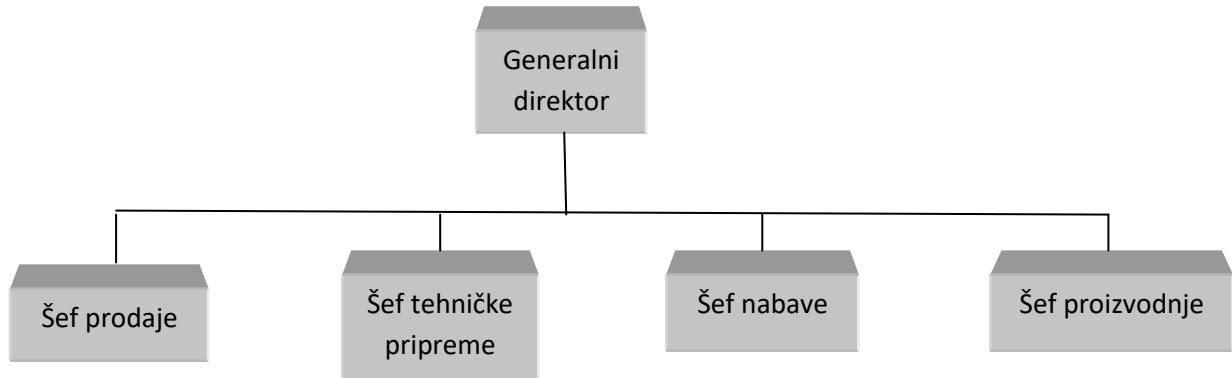 Generalni
direktor
Šef prodaje
Šef tehničke
pripreme
Šef nabave
Šef proizvodnje